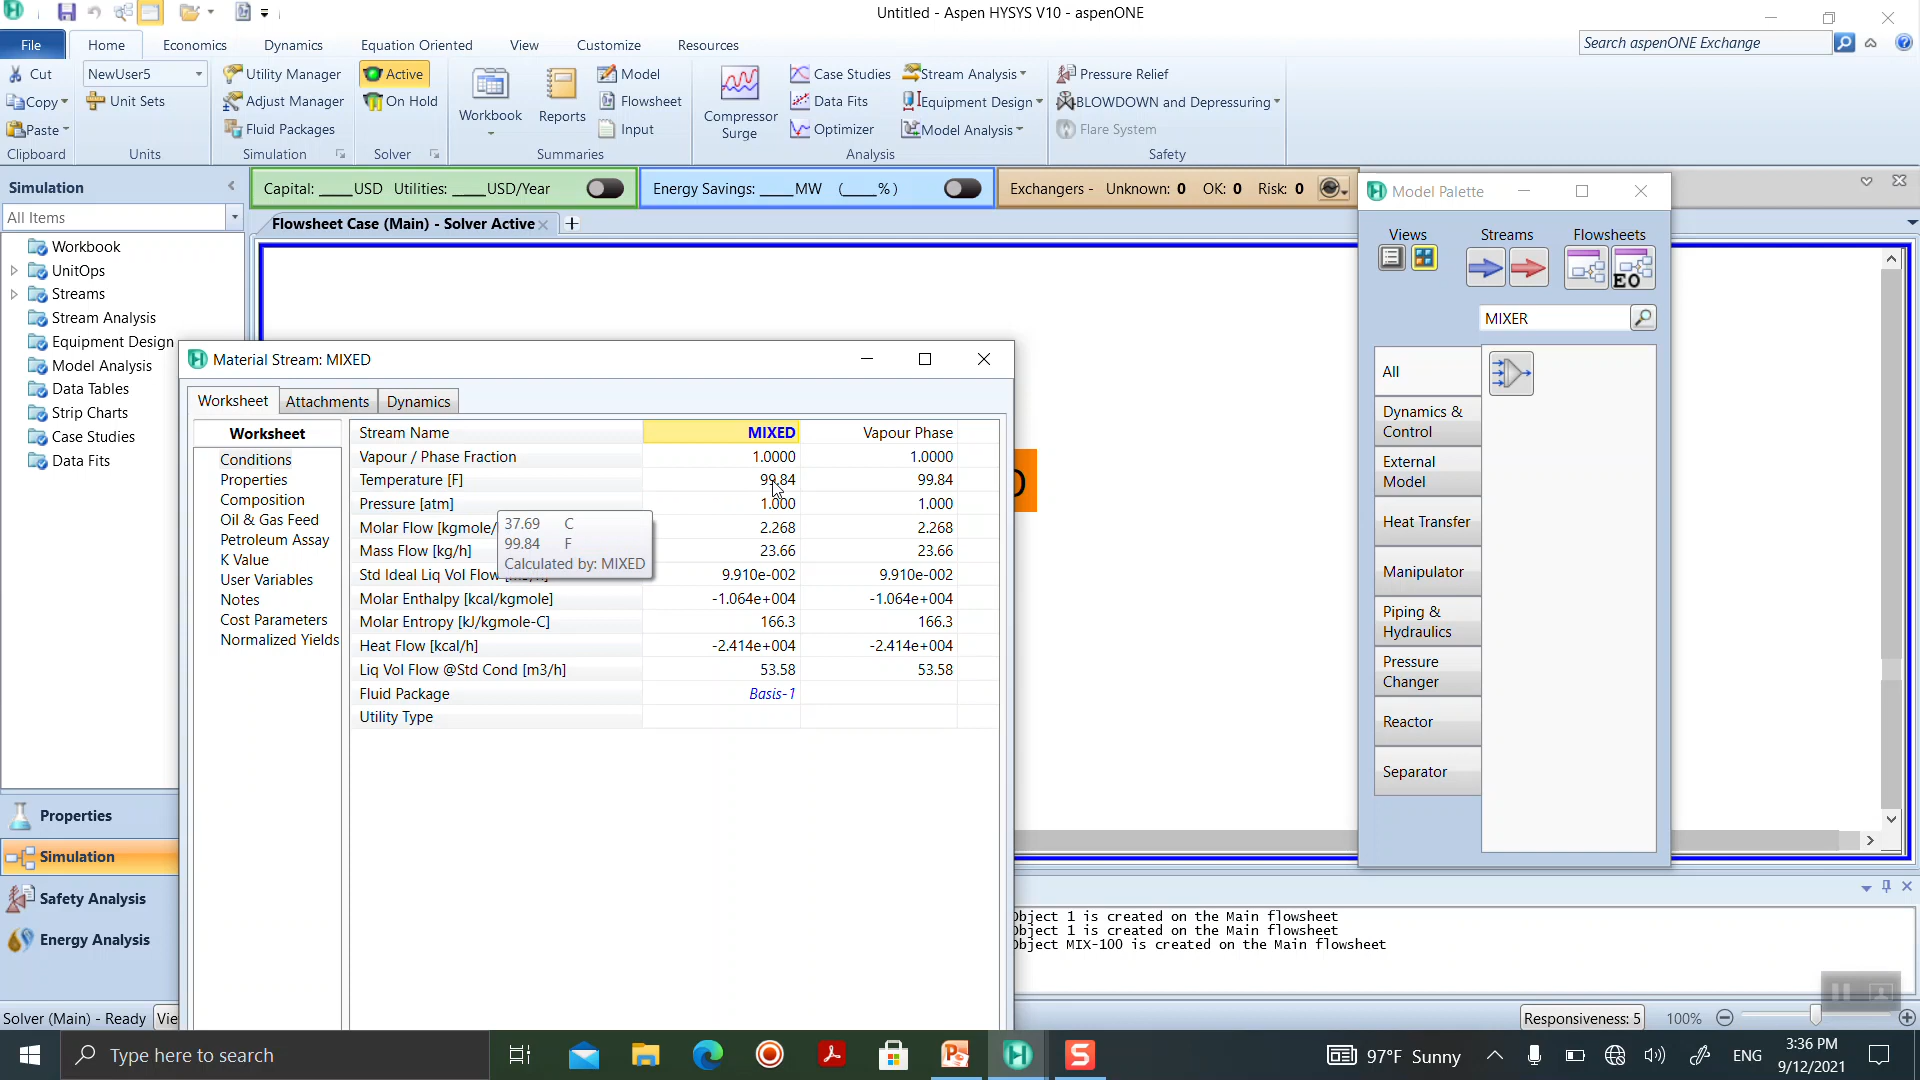 Untitled - Aspen HYSYS V10 - aspenONE
File Home Economics Dynamics Equation Oriented View Customize Resources
Search aspenONE Exchange
Cut
Copy
Paste
Clipboard
NewUser5
Unit Sets
Units
Utility Manager
Adjust Manager
Fluid Packages
Simulation
Active
On Hold
Solver
Workbook
Reports
Model
Flowsheet
Input
Summaries
Compressor
Surge
Case Studies
Data Fits
Optimizer
Stream Analysis
Equipment Design
Model Analysis
Analysis
Pressure Relief
BLOWDOWN and Depressuring
Flare System
Safety
Simulation
All Items
Workbook
UnitOps
Streams
Stream Analysis
Equipment Design
Model Analysis
Data Tables
Strip Charts
Case Studies
Data Fits
Properties
Simulation
Safety Analysis
Energy Analysis
Capital: ____USD Utilities: ____USD/Year
Energy Savings: ____MW (____%)
Exchangers - Unknown: 0 OK: 0 Risk: 0
Flowsheet Case (Main) - Solver Active
Material Stream: MIXED
Worksheet Attachments Dynamics
Worksheet
Conditions
Properties
Composition
Oil & Gas Feed
Petroleum Assay
K Value
User Variables
Notes
Cost Parameters
Normalized Yields
Stream Name MIXED Vapour Phase
Vapour / Phase Fraction 1.0000 1.0000
Temperature [F] 99.84 99.84
Pressure [atm] 1.000 1.000
Molar Flow [kgmole/ 2.268 2.268
Mass Flow [kg/h] 23.66 23.66
Std Ideal Liq Vol Flow 9.910e-002 9.910e-002
Molar Enthalpy [kcal/kgmole] -1.064e+004 -1.064e+004
Molar Entropy [kJ/kgmole-C] 166.3 166.3
Heat Flow [kcal/h] -2.414e+004 -2.414e+004
Liq Vol Flow @Std Cond [m3/h] 53.58 53.58
Fluid Package Basis-1
Utility Type
37.69 C
99.84 F
Calculated by: MIXED
Model Palette
Views Streams Flowsheets
EO
MIXER
All
Dynamics &
Control
External
Model
Heat Transfer
Manipulator
Piping &
Hydraulics
Pressure
Changer
Reactor
Separator
Object 1 is created on the Main flowsheet
Object 1 is created on the Main flowsheet
Object MIX-100 is created on the Main flowsheet
Solver (Main) - Ready Vie
Responsiveness: 5 100%
Type here to search
97°F Sunny
ENG
3:36 PM
9/12/2021